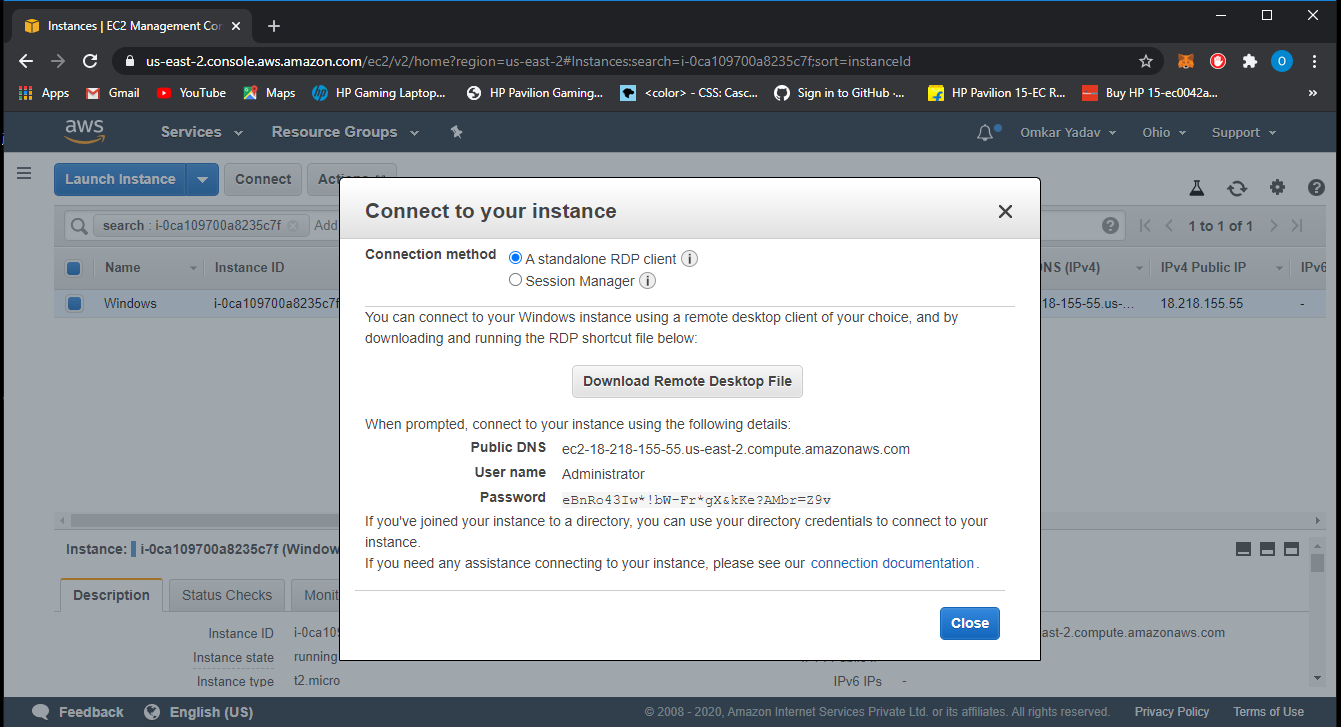 Instances | EC2 Management Cor
us-east-2.console.aws.amazon.com/ec2/v2/home?region=us-east-2#Instances:search=i-0ca109700a8235c7f;sort=instanceId
Apps Gmail YouTube Maps HP Gaming Laptop... HP Pavilion Gaming... <color> - CSS: Casc... Sign in to GitHub ·... HP Pavilion 15-EC R... Buy HP 15-ec0042a... »
aws Services Resource Groups Omkar Yadav Ohio Support
Launch Instance Connect Actions
search : i-0ca109700a8235c7f Add 1 to 1 of 1
Name Instance ID DNS (IPv4) IPv4 Public IP IPv6
Windows i-0ca109700a8235c7f 18-155-55.us-... 18.218.155.55 -
Connect to your instance
Connection method A standalone RDP client
Session Manager
You can connect to your Windows instance using a remote desktop client of your choice, and by
downloading and running the RDP shortcut file below:
Download Remote Desktop File
When prompted, connect to your instance using the following details:
Public DNS ec2-18-218-155-55.us-east-2.compute.amazonaws.com
User name Administrator
Password eBnRo43Iw*!bW-Fr*gX&kKe?AMbr=Z9v
If you've joined your instance to a directory, you can use your directory credentials to connect to your
instance.
If you need any assistance connecting to your instance, please see our connection documentation.
Close
Instance: i-0ca109700a8235c7f (Window
Description Status Checks Monit
Instance ID i-0ca10 ast-2.compute.amazonaws.com
Instance state running
Instance type t2.micro IPv6 IPs -
Feedback English (US) © 2008 - 2020, Amazon Internet Services Private Ltd. or its affiliates. All rights reserved. Privacy Policy Terms of Use